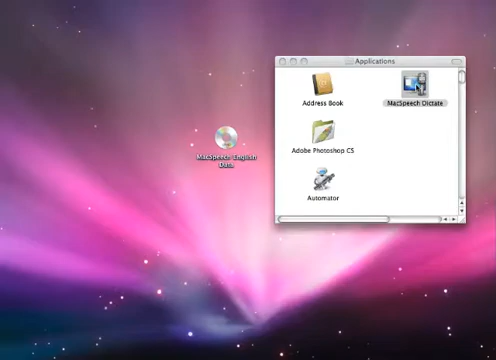 Applications
Address Book
MacSpeech Dictate
MacSpeech English
Data
Adobe Photoshop CS
Automator